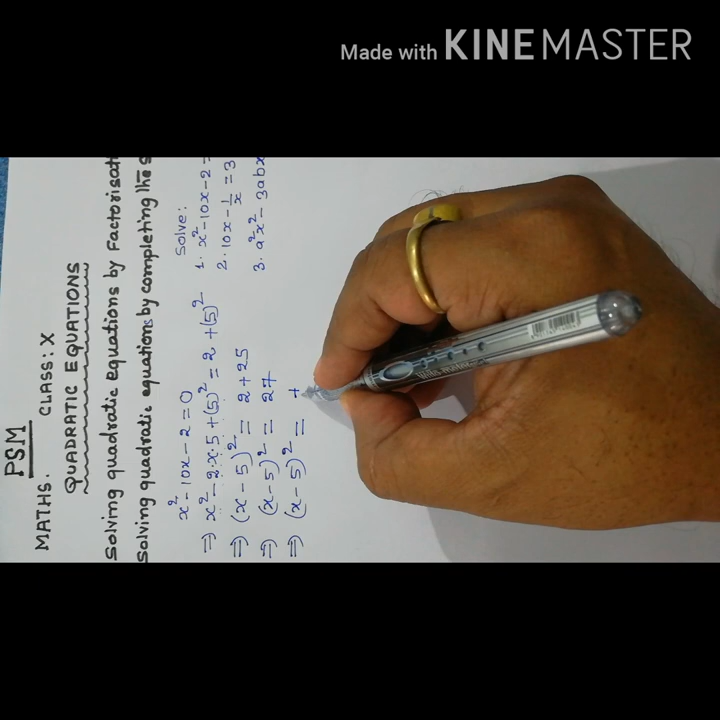 Made with KINEMASTER
PSM
MATHS. CLASS: X
QUADRATIC EQUATIONS
Solving quadratic equations by Factorisat
Solving quadratic equations by completing the s
x²-10x-2=0
⇒ x²-2·x·5+(5)²=2+(5)²
⇒ (x-5)²=2+25
⇒ (x-5)²=27
⇒ (x-5)²=+
Solve:
1. x²-10x-2=
2. 10x-1/x=3
3. a²x²-3abx